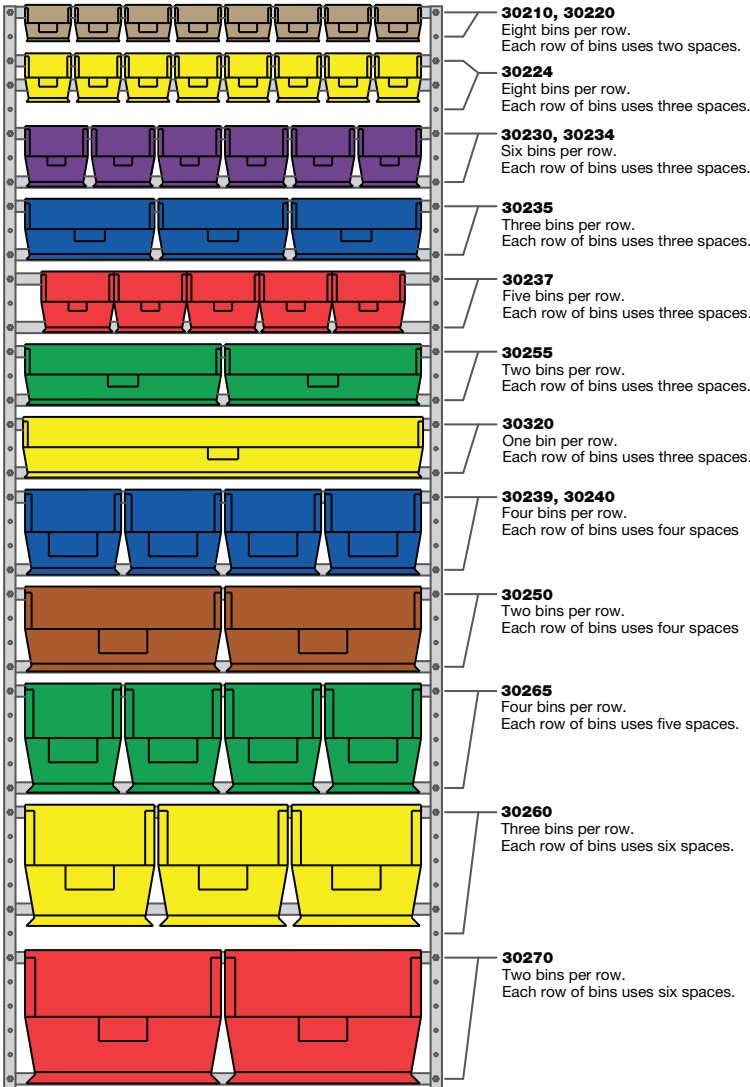 30210, 30220
Eight bins per row.
Each row of bins uses two spaces.
30224
Eight bins per row.
Each row of bins uses three spaces.
30230, 30234
Six bins per row.
Each row of bins uses three spaces.
30235
Three bins per row.
Each row of bins uses three spaces.
30237
Five bins per row.
Each row of bins uses three spaces.
30255
Two bins per row.
Each row of bins uses three spaces.
30320
One bin per row.
Each row of bins uses three spaces.
30239, 30240
Four bins per row.
Each row of bins uses four spaces
30250
Two bins per row.
Each row of bins uses four spaces
30265
Four bins per row.
Each row of bins uses five spaces.
30260
Three bins per row.
Each row of bins uses six spaces.
30270
Two bins per row.
Each row of bins uses six spaces.